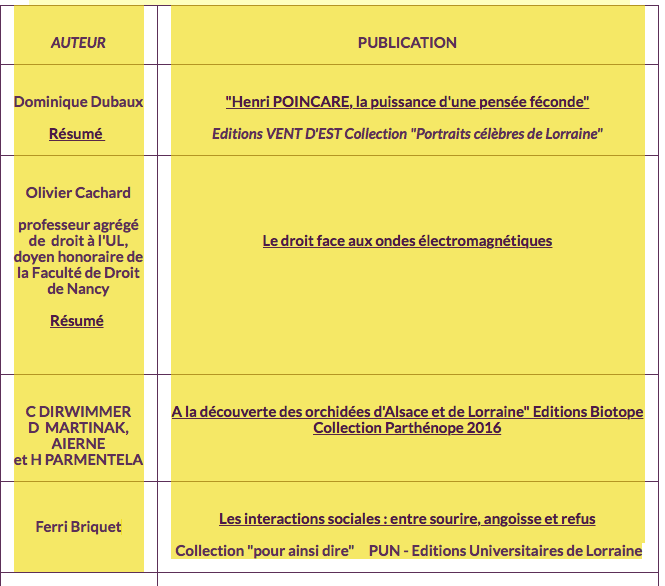 AUTEUR
PUBLICATION
Dominique Dubaux
Résumé
"Henri POINCARE, la puissance d'une pensée féconde"
Editions VENT D'EST Collection "Portraits célèbres de Lorraine"
Olivier Cachard
professeur agrégé
de droit à l'UL,
doyen honoraire de
la Faculté de Droit
de Nancy
Résumé
Le droit face aux ondes électromagnétiques
C DIRWIMMER
D MARTINAK,
AIERNE
et H PARMENTELA
A la découverte des orchidées d'Alsace et de Lorraine" Editions Biotope
Collection Parthénope 2016
Ferri Briquet
Les interactions sociales : entre sourire, angoisse et refus
Collection "pour ainsi dire" PUN - Editions Universitaires de Lorraine